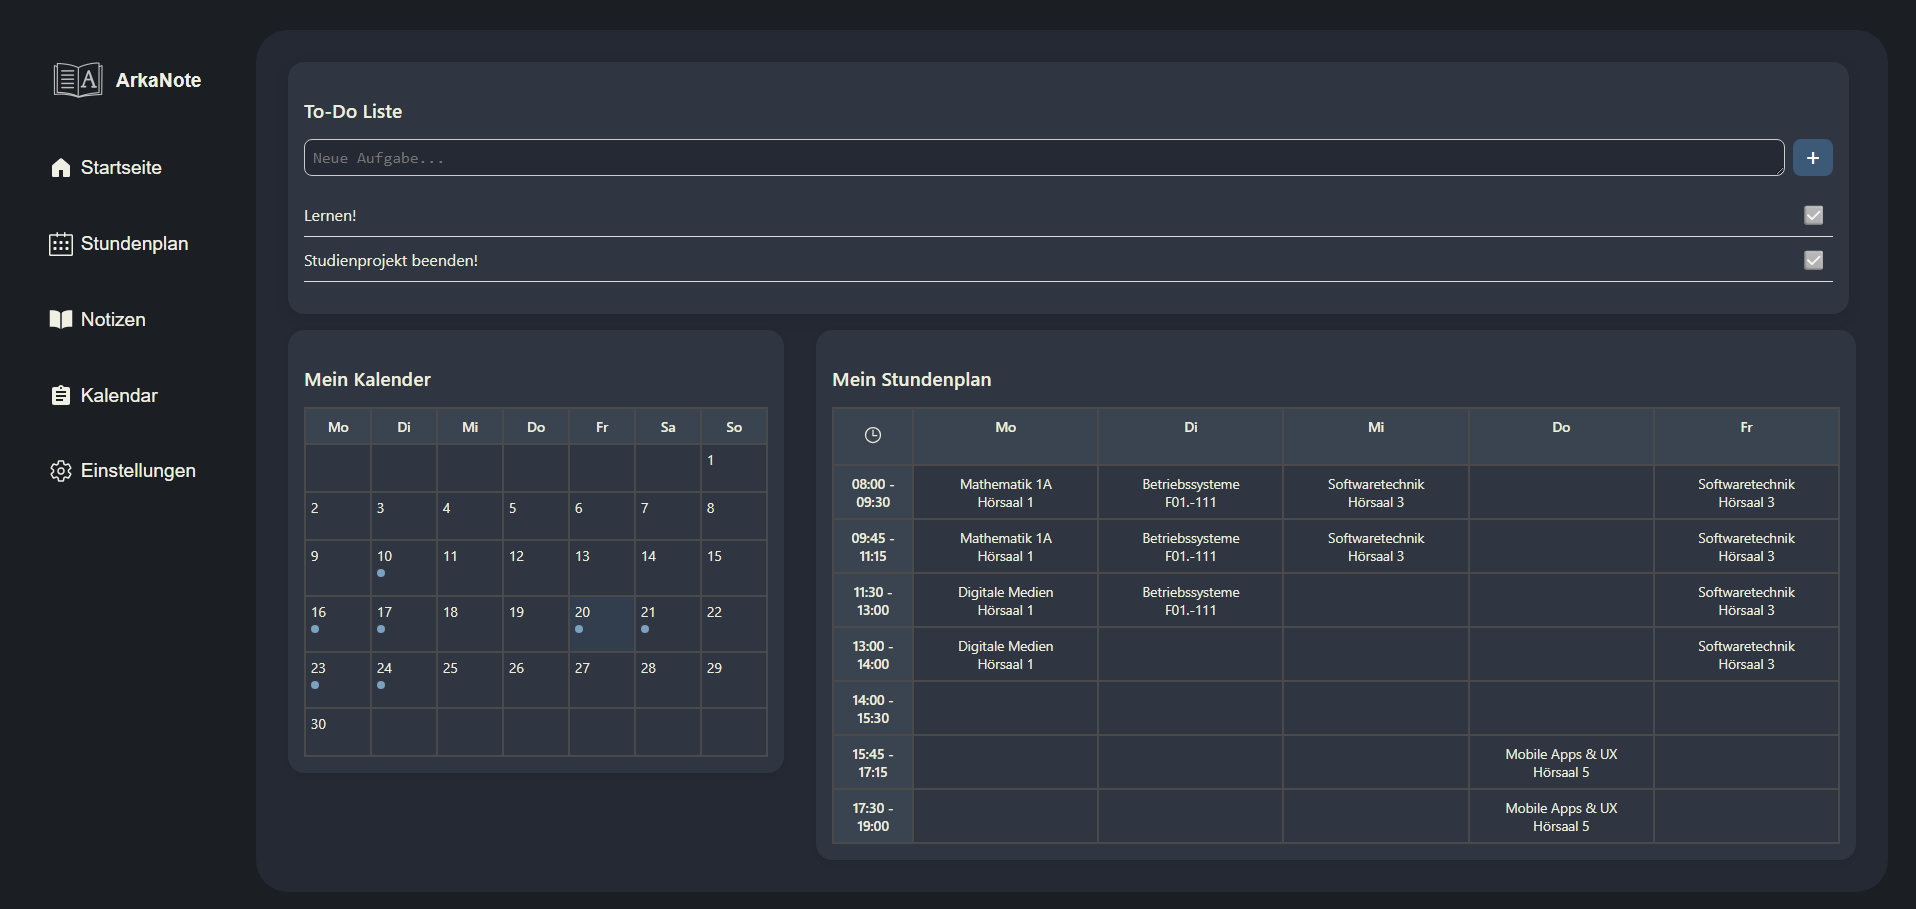 A
ArkaNote
Startseite
Stundenplan
Notizen
Kalendar
Einstellungen
To-Do Liste
Neue Aufgabe...
+
Lernen!
Studienprojekt beenden!
Mein Kalender
Mo Di Mi Do Fr Sa So
1
2 3 4 5 6 7 8
9 10 11 12 13 14 15
16 17 18 19 20 21 22
23 24 25 26 27 28 29
30
Mein Stundenplan
Mo Di Mi Do Fr
08:00 - Mathematik 1A Betriebssysteme Softwaretechnik Softwaretechnik
09:30 Hörsaal 1 F01.-111 Hörsaal 3 Hörsaal 3
09:45 - Mathematik 1A Betriebssysteme Softwaretechnik Softwaretechnik
11:15 Hörsaal 1 F01.-111 Hörsaal 3 Hörsaal 3
11:30 - Digitale Medien Betriebssysteme Softwaretechnik
13:00 Hörsaal 1 F01.-111 Hörsaal 3
13:00 - Digitale Medien Softwaretechnik
14:00 Hörsaal 1 Hörsaal 3
14:00 -
15:30
15:45 - Mobile Apps & UX
17:15 Hörsaal 5
17:30 - Mobile Apps & UX
19:00 Hörsaal 5